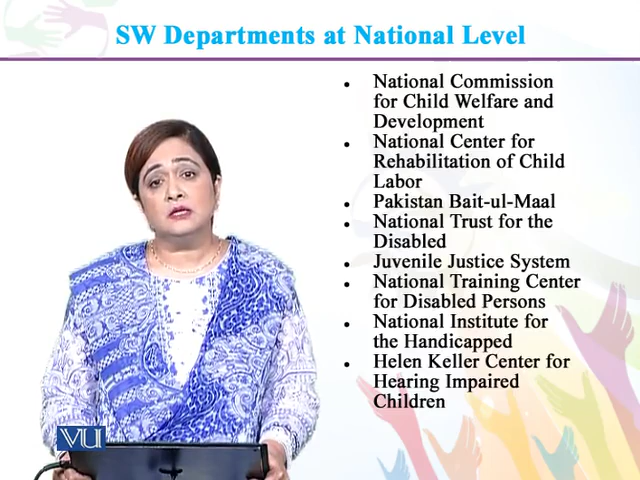 SW Departments at National Level
National Commission
for Child Welfare and
Development
National Center for
Rehabilitation of Child
Labor
Pakistan Bait-ul-Maal
National Trust for the
Disabled
Juvenile Justice System
National Training Center
for Disabled Persons
National Institute for
the Handicapped
Helen Keller Center for
Hearing Impaired
Children
VU